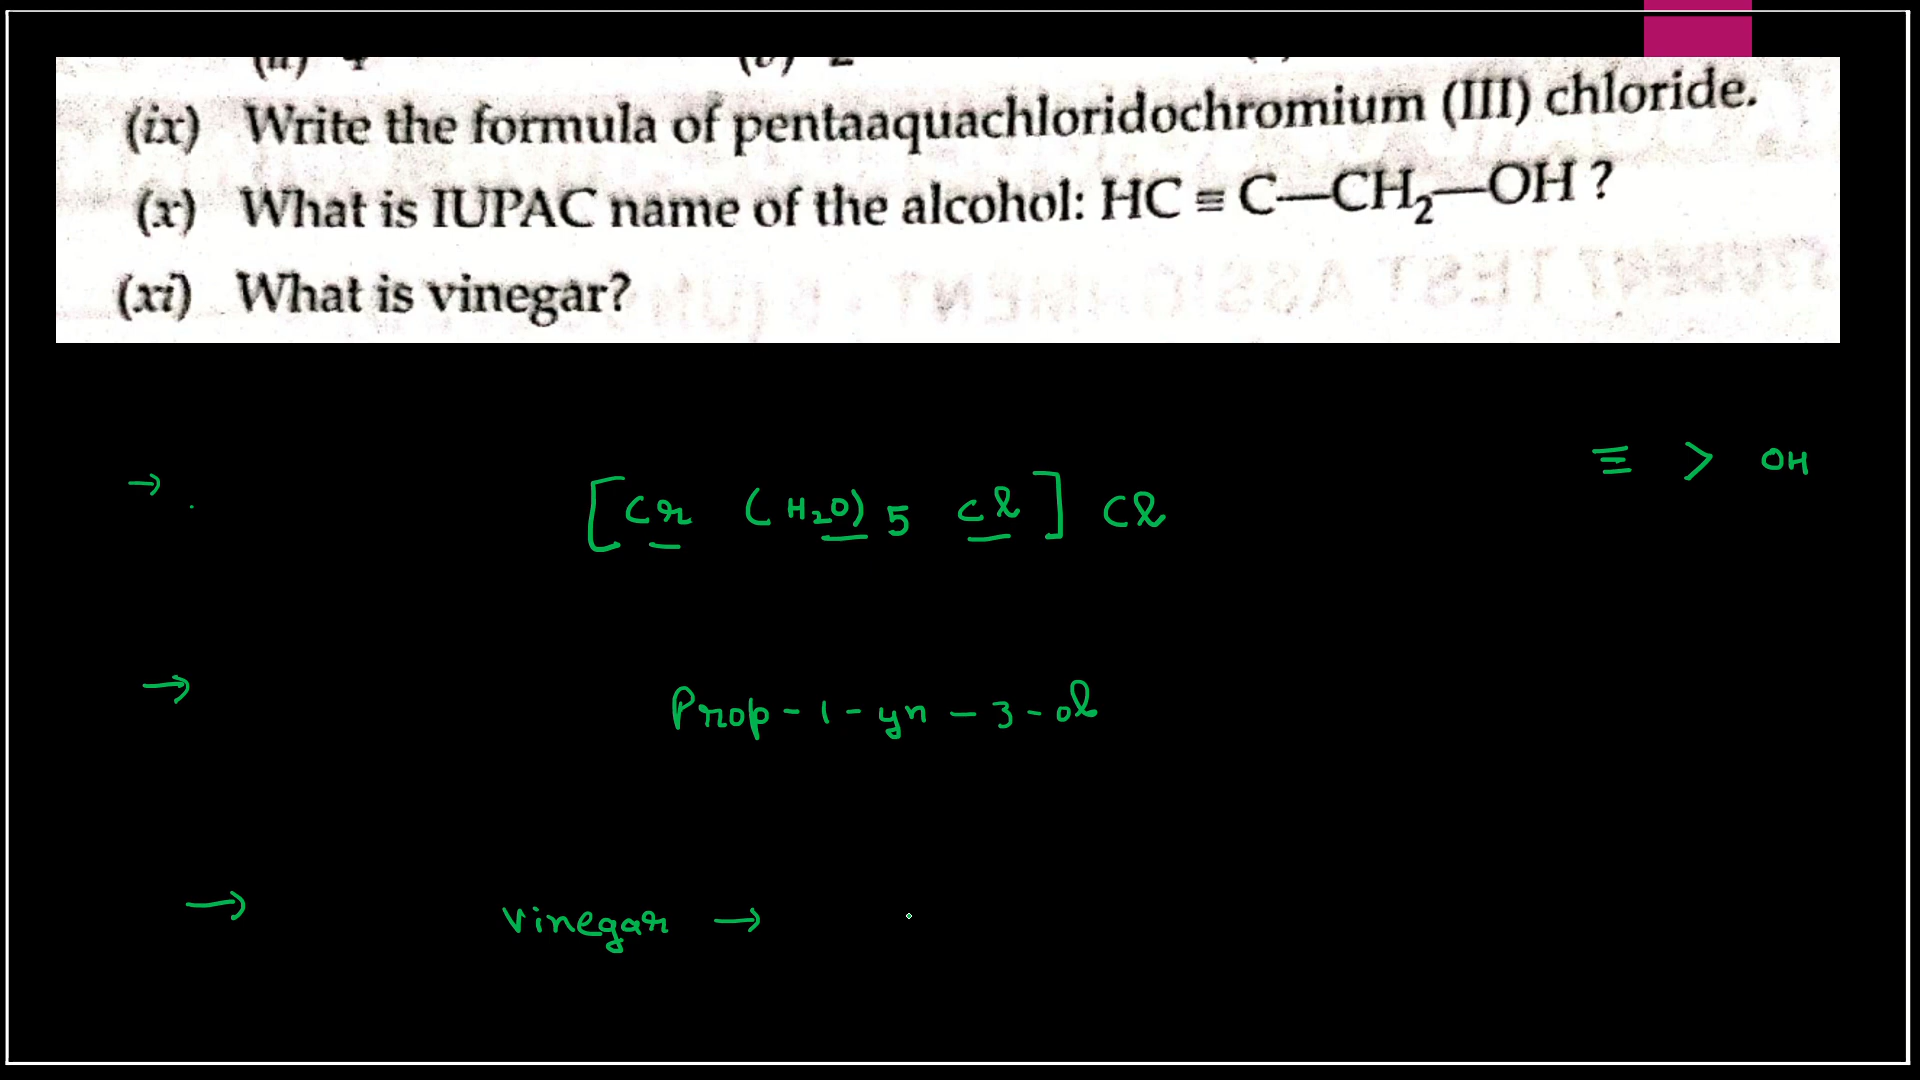 (ix) Write the formula of pentaaquachloridochromium (III) chloride.
(x) What is IUPAC name of the alcohol: HC ≡ C—CH₂—OH ?
(xi) What is vinegar?
≡ > OH
→ [Cr (H₂O)5 Cl] Cl
→ Prop - 1 - yn - 3 - ol
→ Vinegar →